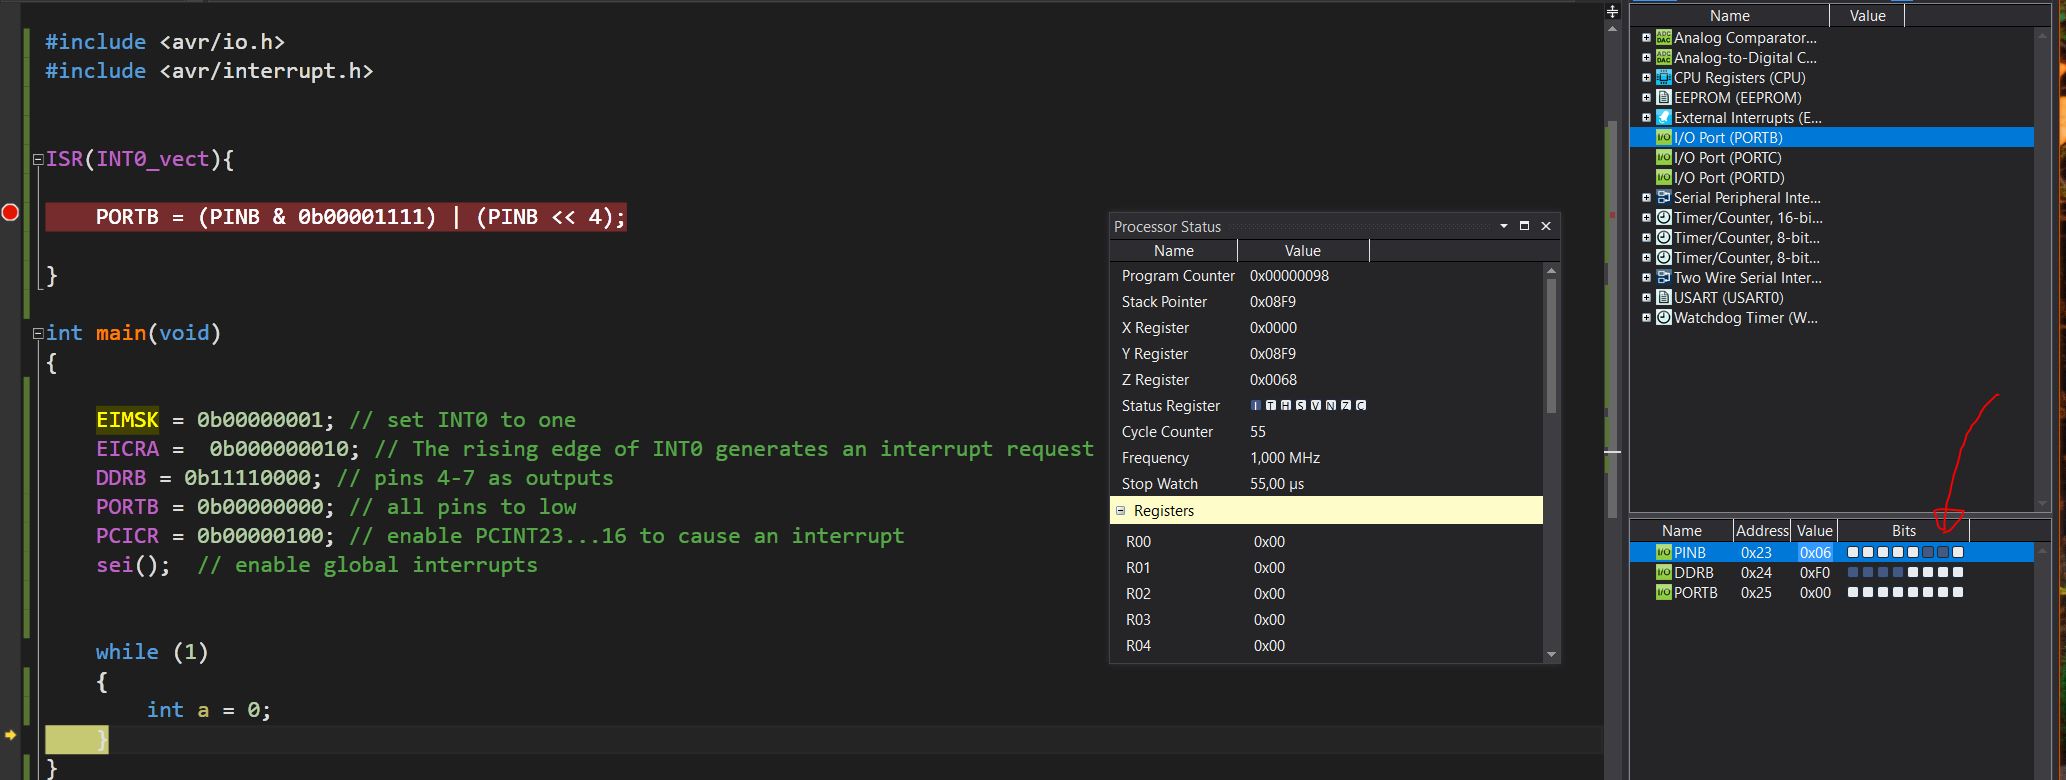 #include <avr/io.h>
#include <avr/interrupt.h>
ISR(INT0_vect){
PORTB = (PINB & 0b00001111) | (PINB << 4);
}
int main(void)
{
EIMSK = 0b00000001; // set INT0 to one
EICRA =  0b000000010; // The rising edge of INT0 generates an interrupt request
DDRB = 0b11110000; // pins 4-7 as outputs
PORTB = 0b00000000; // all pins to low
PCICR = 0b00000100; // enable PCINT23...16 to cause an interrupt
sei();  // enable global interrupts
while (1)
{
int a = 0;
}
}
Processor Status
Name Value
Program Counter 0x00000098
Stack Pointer 0x08F9
X Register 0x0000
Y Register 0x08F9
Z Register 0x0068
Status Register I T H S V N Z C
Cycle Counter 55
Frequency 1,000 MHz
Stop Watch 55,00 µs
Registers
R00 0x00
R01 0x00
R02 0x00
R03 0x00
R04 0x00
Name Value
Analog Comparator...
Analog-to-Digital C...
CPU Registers (CPU)
EEPROM (EEPROM)
External Interrupts (E...
I/O Port (PORTB)
I/O Port (PORTC)
I/O Port (PORTD)
Serial Peripheral Inte...
Timer/Counter, 16-bi...
Timer/Counter, 8-bit...
Timer/Counter, 8-bit...
Two Wire Serial Inter...
USART (USART0)
Watchdog Timer (W...
Name Address Value Bits
I/O PINB 0x23 0x06
I/O DDRB 0x24 0xF0
I/O PORTB 0x25 0x00